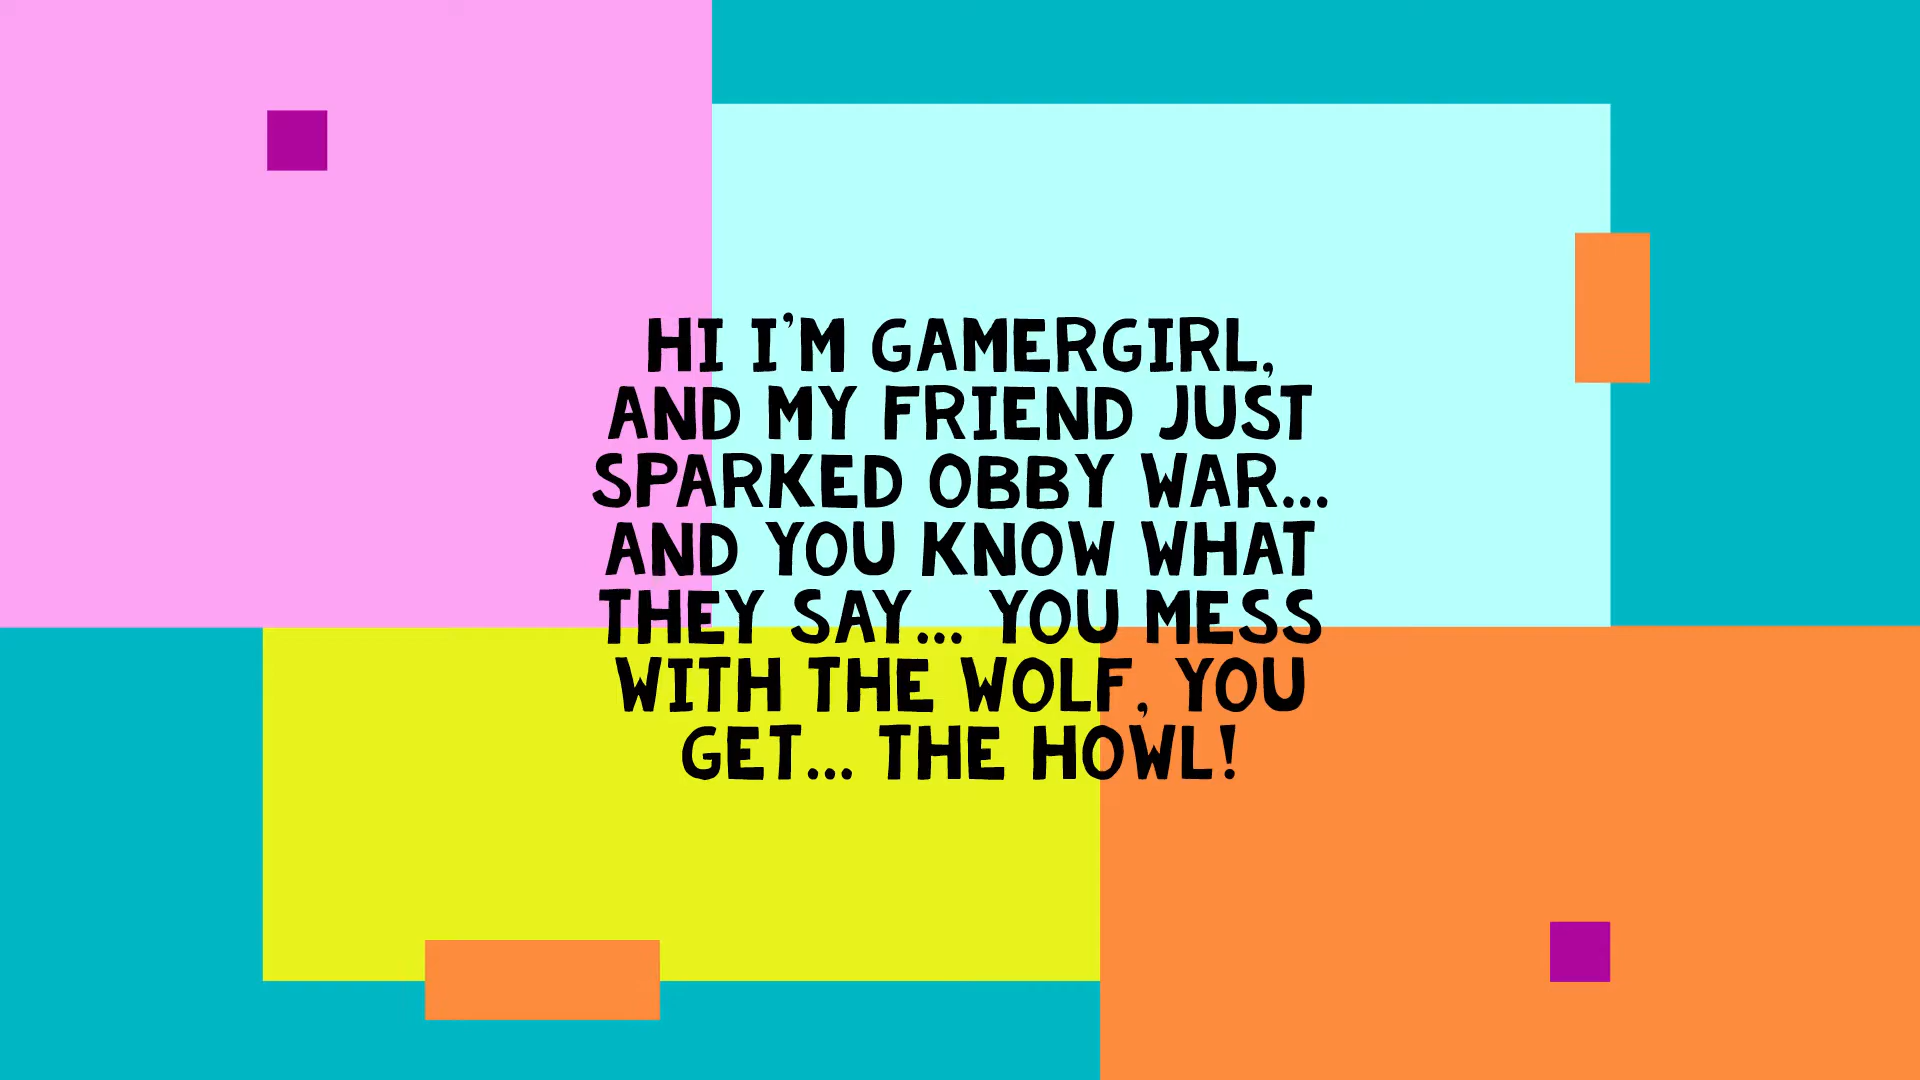 HI I'M GAMERGIRL,
AND MY FRIEND JUST
SPARKED OBBY WAR...
AND YOU KNOW WHAT
THEY SAY... YOU MESS
WITH THE WOLF, YOU
GET... THE HOWL!